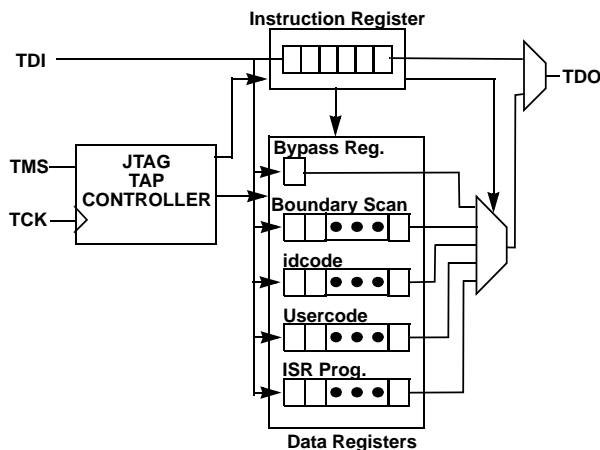 Instruction Register
TDI
TDO
Bypass Reg.
TMS
JTAG
TAP
CONTROLLER
TCK
Boundary Scan
idcode
Usercode
ISR Prog.
Data Registers